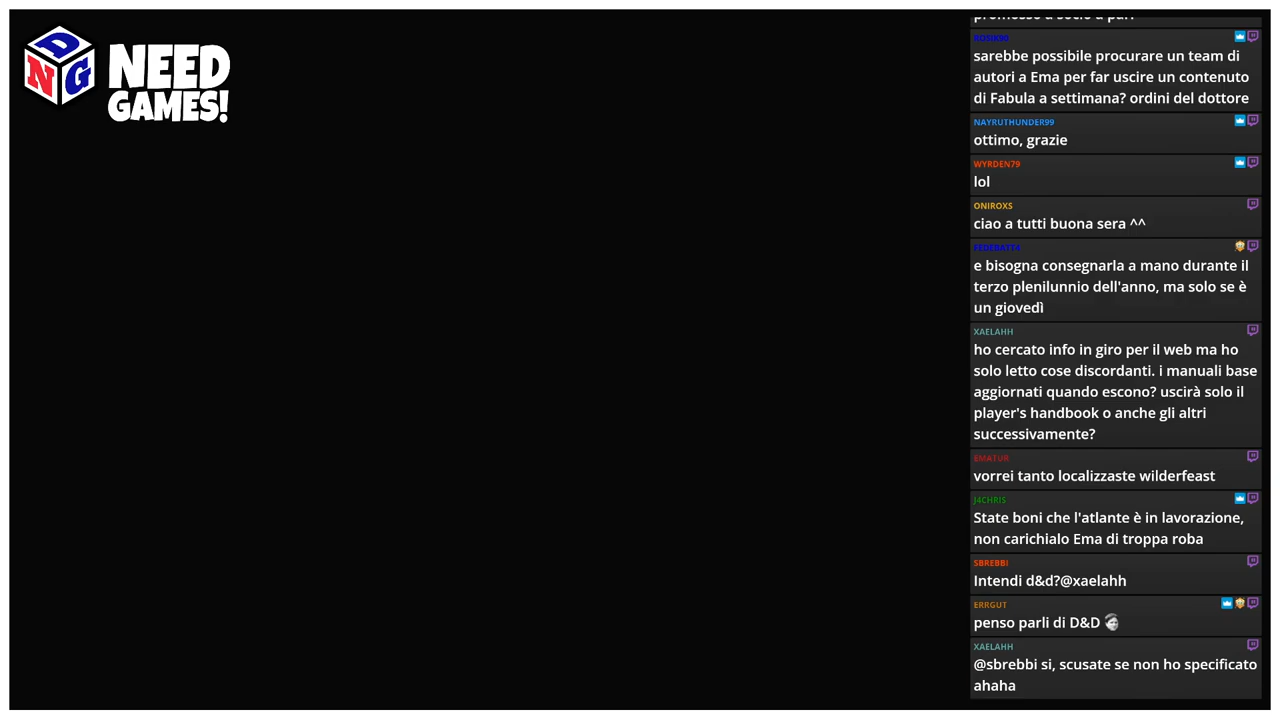 D
N G
NEED
GAMES!
ROSIK90
sarebbe possibile procurare un team di
autori a Ema per far uscire un contenuto
di Fabula a settimana? ordini del dottore
NAYRUTHUNDER99
ottimo, grazie
WYRDEN79
lol
ONIROXS
ciao a tutti buona sera ^^
FEDEBATT4
e bisogna consegnarla a mano durante il
terzo plenilunnio dell'anno, ma solo se è
un giovedì
XAELAHH
ho cercato info in giro per il web ma ho
solo letto cose discordanti. i manuali base
aggiornati quando escono? uscirà solo il
player's handbook o anche gli altri
successivamente?
EMATUR
vorrei tanto localizzaste wilderfeast
J4CHRIS
State boni che l'atlante è in lavorazione,
non carichialo Ema di troppa roba
SBREBBI
Intendi d&d?@xaelahh
ERRGUT
penso parli di D&D
XAELAHH
@sbrebbi si, scusate se non ho specificato
ahaha